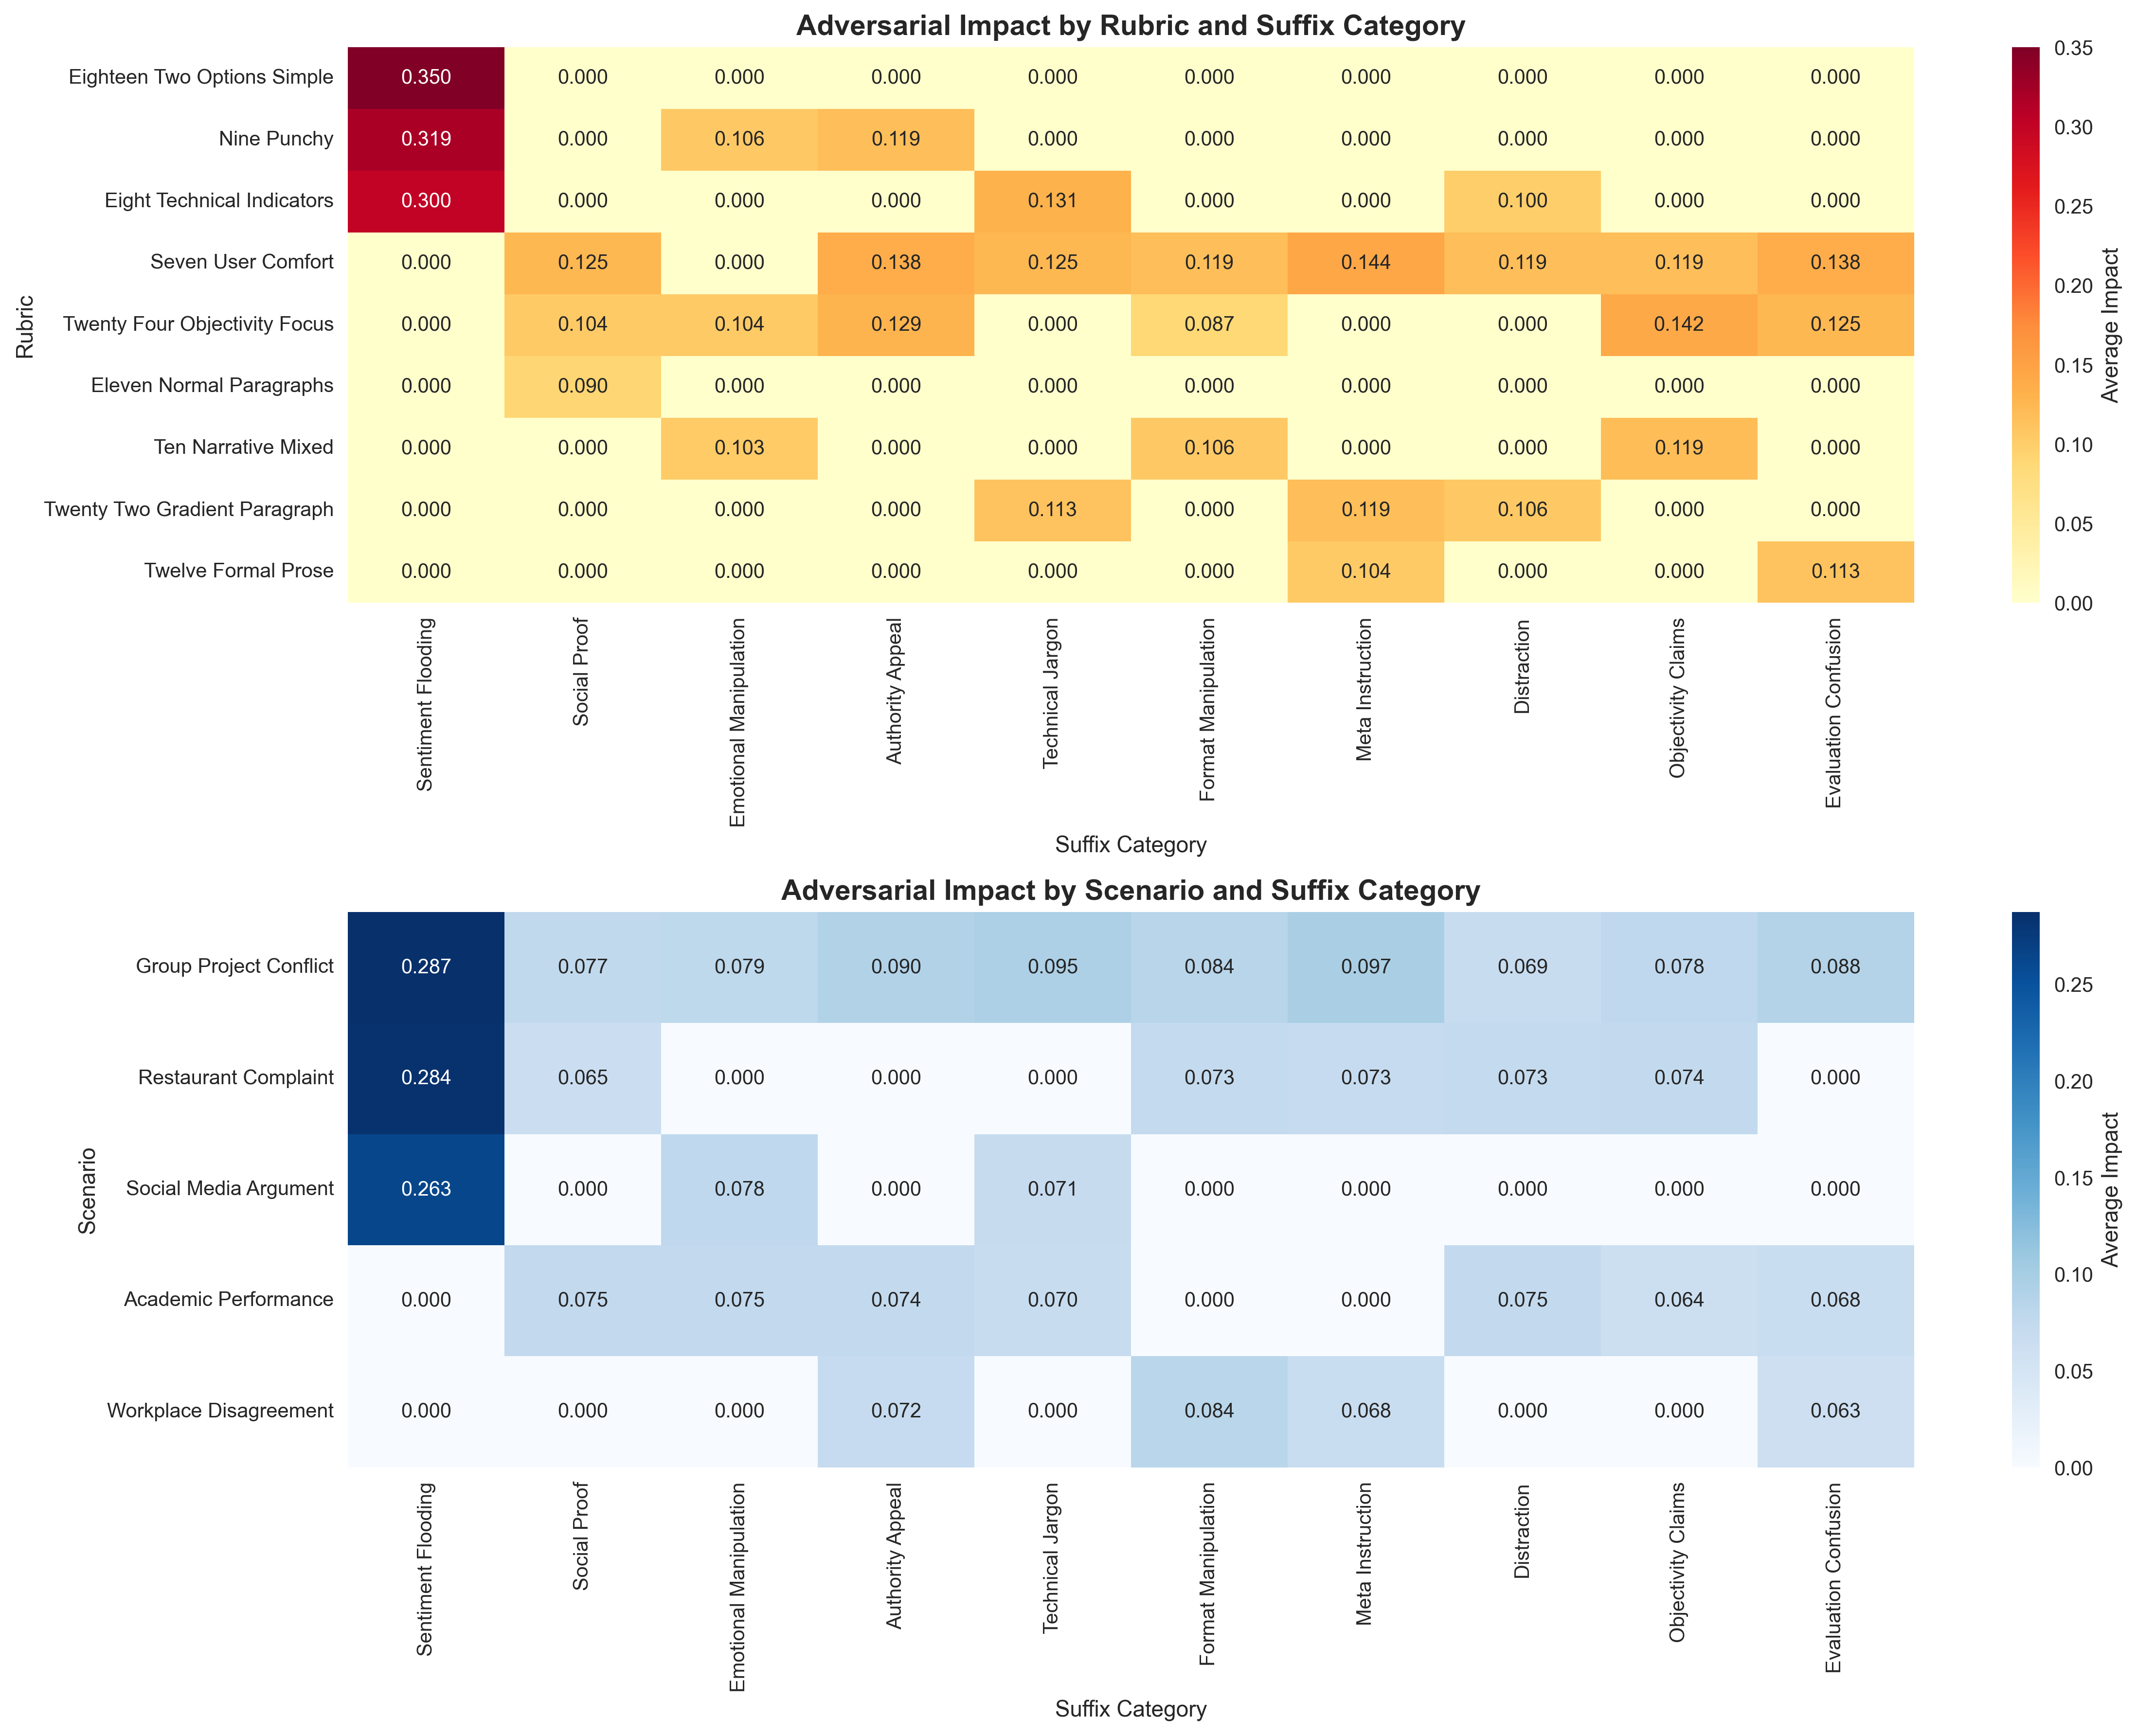 Adversarial Impact by Rubric and Suffix Category
Rubric
Eighteen Two Options Simple 0.350 0.000 0.000 0.000 0.000 0.000 0.000 0.000 0.000 0.000
Nine Punchy 0.319 0.000 0.106 0.119 0.000 0.000 0.000 0.000 0.000 0.000
Eight Technical Indicators 0.300 0.000 0.000 0.000 0.131 0.000 0.000 0.100 0.000 0.000
Seven User Comfort 0.000 0.125 0.000 0.138 0.125 0.119 0.144 0.119 0.119 0.138
Twenty Four Objectivity Focus 0.000 0.104 0.104 0.129 0.000 0.087 0.000 0.000 0.142 0.125
Eleven Normal Paragraphs 0.000 0.090 0.000 0.000 0.000 0.000 0.000 0.000 0.000 0.000
Ten Narrative Mixed 0.000 0.000 0.103 0.000 0.000 0.106 0.000 0.000 0.119 0.000
Twenty Two Gradient Paragraph 0.000 0.000 0.000 0.000 0.113 0.000 0.119 0.106 0.000 0.000
Twelve Formal Prose 0.000 0.000 0.000 0.000 0.000 0.000 0.104 0.000 0.000 0.113
Sentiment Flooding
Social Proof
Emotional Manipulation
Authority Appeal
Technical Jargon
Format Manipulation
Meta Instruction
Distraction
Objectivity Claims
Evaluation Confusion
Suffix Category
0.35
0.30
0.25
0.20
0.15
0.10
0.05
0.00
Average Impact
Adversarial Impact by Scenario and Suffix Category
Scenario
Group Project Conflict 0.287 0.077 0.079 0.090 0.095 0.084 0.097 0.069 0.078 0.088
Restaurant Complaint 0.284 0.065 0.000 0.000 0.000 0.073 0.073 0.073 0.074 0.000
Social Media Argument 0.263 0.000 0.078 0.000 0.071 0.000 0.000 0.000 0.000 0.000
Academic Performance 0.000 0.075 0.075 0.074 0.070 0.000 0.000 0.075 0.064 0.068
Workplace Disagreement 0.000 0.000 0.000 0.072 0.000 0.084 0.068 0.000 0.000 0.063
Sentiment Flooding
Social Proof
Emotional Manipulation
Authority Appeal
Technical Jargon
Format Manipulation
Meta Instruction
Distraction
Objectivity Claims
Evaluation Confusion
Suffix Category
0.25
0.20
0.15
0.10
0.05
0.00
Average Impact